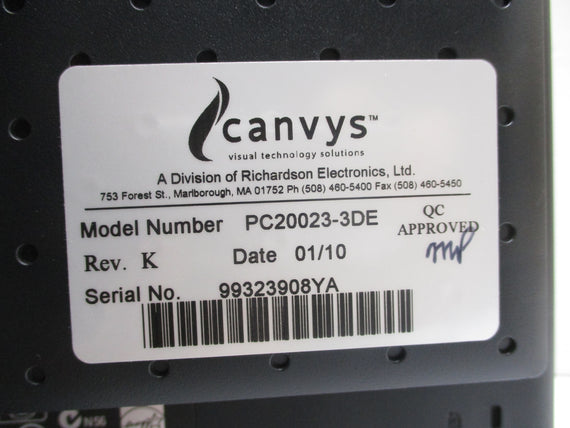 canvys™
visual technology solutions
A Division of Richardson Electronics, Ltd.
753 Forest St., Marlborough, MA 01752 Ph (508) 460-5400 Fax (508) 460-5450
Model Number PC20023-3DE
QC
APPROVED
Rev. K Date 01/10
Serial No. 99323908YA
N56